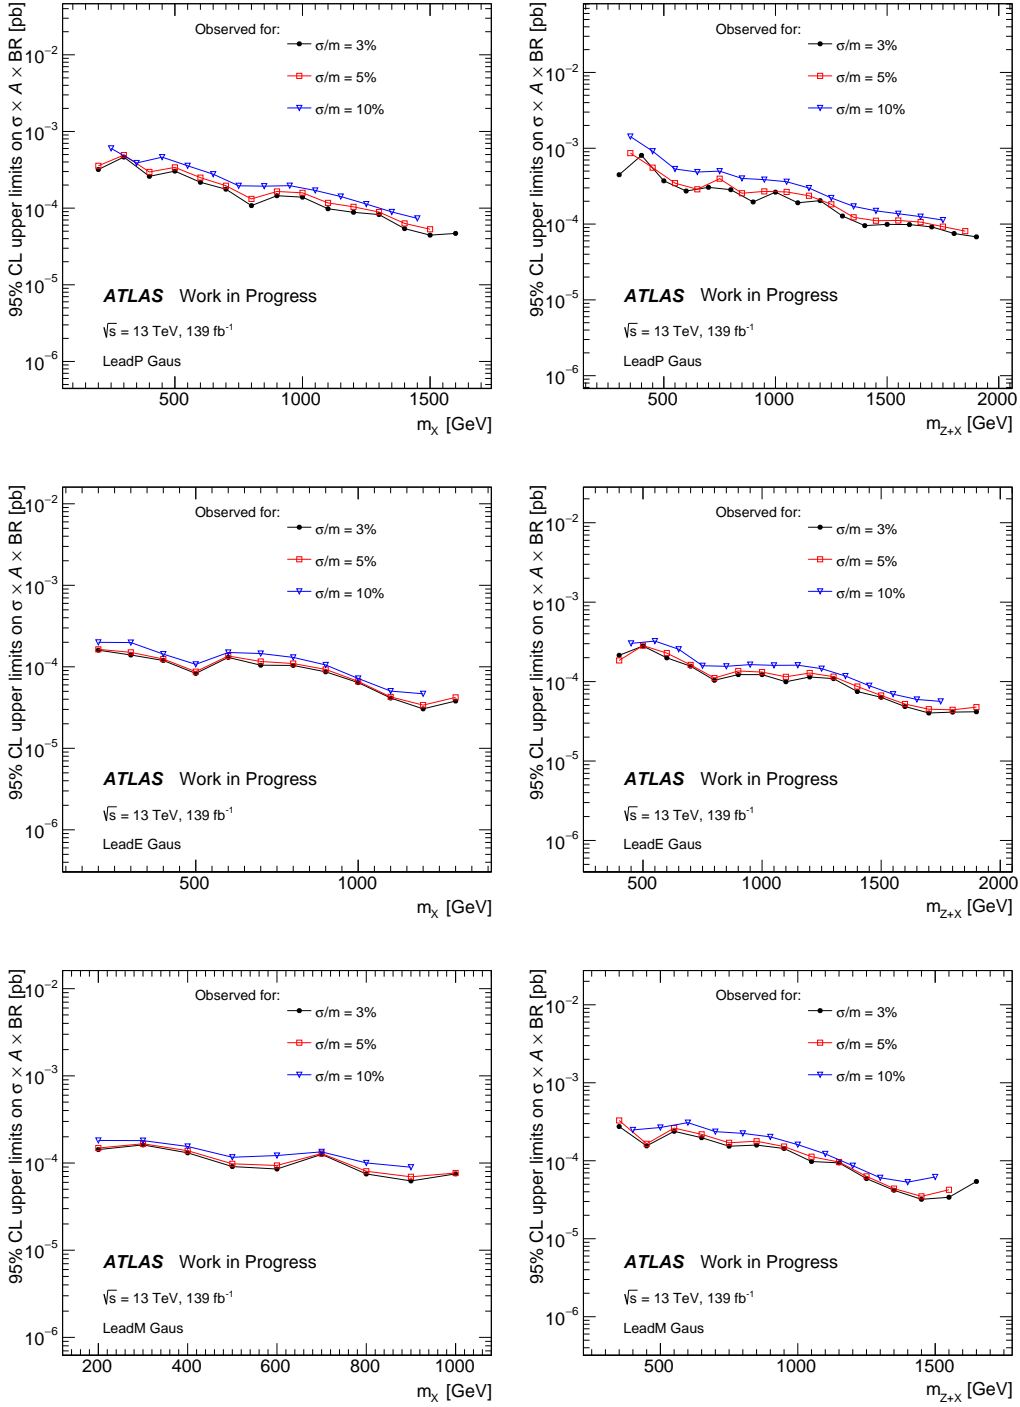 95% CL upper limits on σ × A × BR [pb]
10⁻²
10⁻³
10⁻⁴
10⁻⁵
10⁻⁶
Observed for:
σ/m = 3%
σ/m = 5%
σ/m = 10%
ATLAS Work in Progress
√s = 13 TeV, 139 fb⁻¹
LeadP Gaus
500 1000 1500
m_X [GeV]
95% CL upper limits on σ × A × BR [pb]
10⁻²
10⁻³
10⁻⁴
10⁻⁵
10⁻⁶
Observed for:
σ/m = 3%
σ/m = 5%
σ/m = 10%
ATLAS Work in Progress
√s = 13 TeV, 139 fb⁻¹
LeadP Gaus
500 1000 1500 2000
m_Z+X [GeV]
95% CL upper limits on σ × A × BR [pb]
10⁻²
10⁻³
10⁻⁴
10⁻⁵
10⁻⁶
Observed for:
σ/m = 3%
σ/m = 5%
σ/m = 10%
ATLAS Work in Progress
√s = 13 TeV, 139 fb⁻¹
LeadE Gaus
500 1000
m_X [GeV]
95% CL upper limits on σ × A × BR [pb]
10⁻²
10⁻³
10⁻⁴
10⁻⁵
10⁻⁶
Observed for:
σ/m = 3%
σ/m = 5%
σ/m = 10%
ATLAS Work in Progress
√s = 13 TeV, 139 fb⁻¹
LeadE Gaus
500 1000 1500 2000
m_Z+X [GeV]
95% CL upper limits on σ × A × BR [pb]
10⁻²
10⁻³
10⁻⁴
10⁻⁵
10⁻⁶
Observed for:
σ/m = 3%
σ/m = 5%
σ/m = 10%
ATLAS Work in Progress
√s = 13 TeV, 139 fb⁻¹
LeadM Gaus
200 400 600 800 1000
m_X [GeV]
95% CL upper limits on σ × A × BR [pb]
10⁻²
10⁻³
10⁻⁴
10⁻⁵
10⁻⁶
Observed for:
σ/m = 3%
σ/m = 5%
σ/m = 10%
ATLAS Work in Progress
√s = 13 TeV, 139 fb⁻¹
LeadM Gaus
500 1000 1500
m_Z+X [GeV]